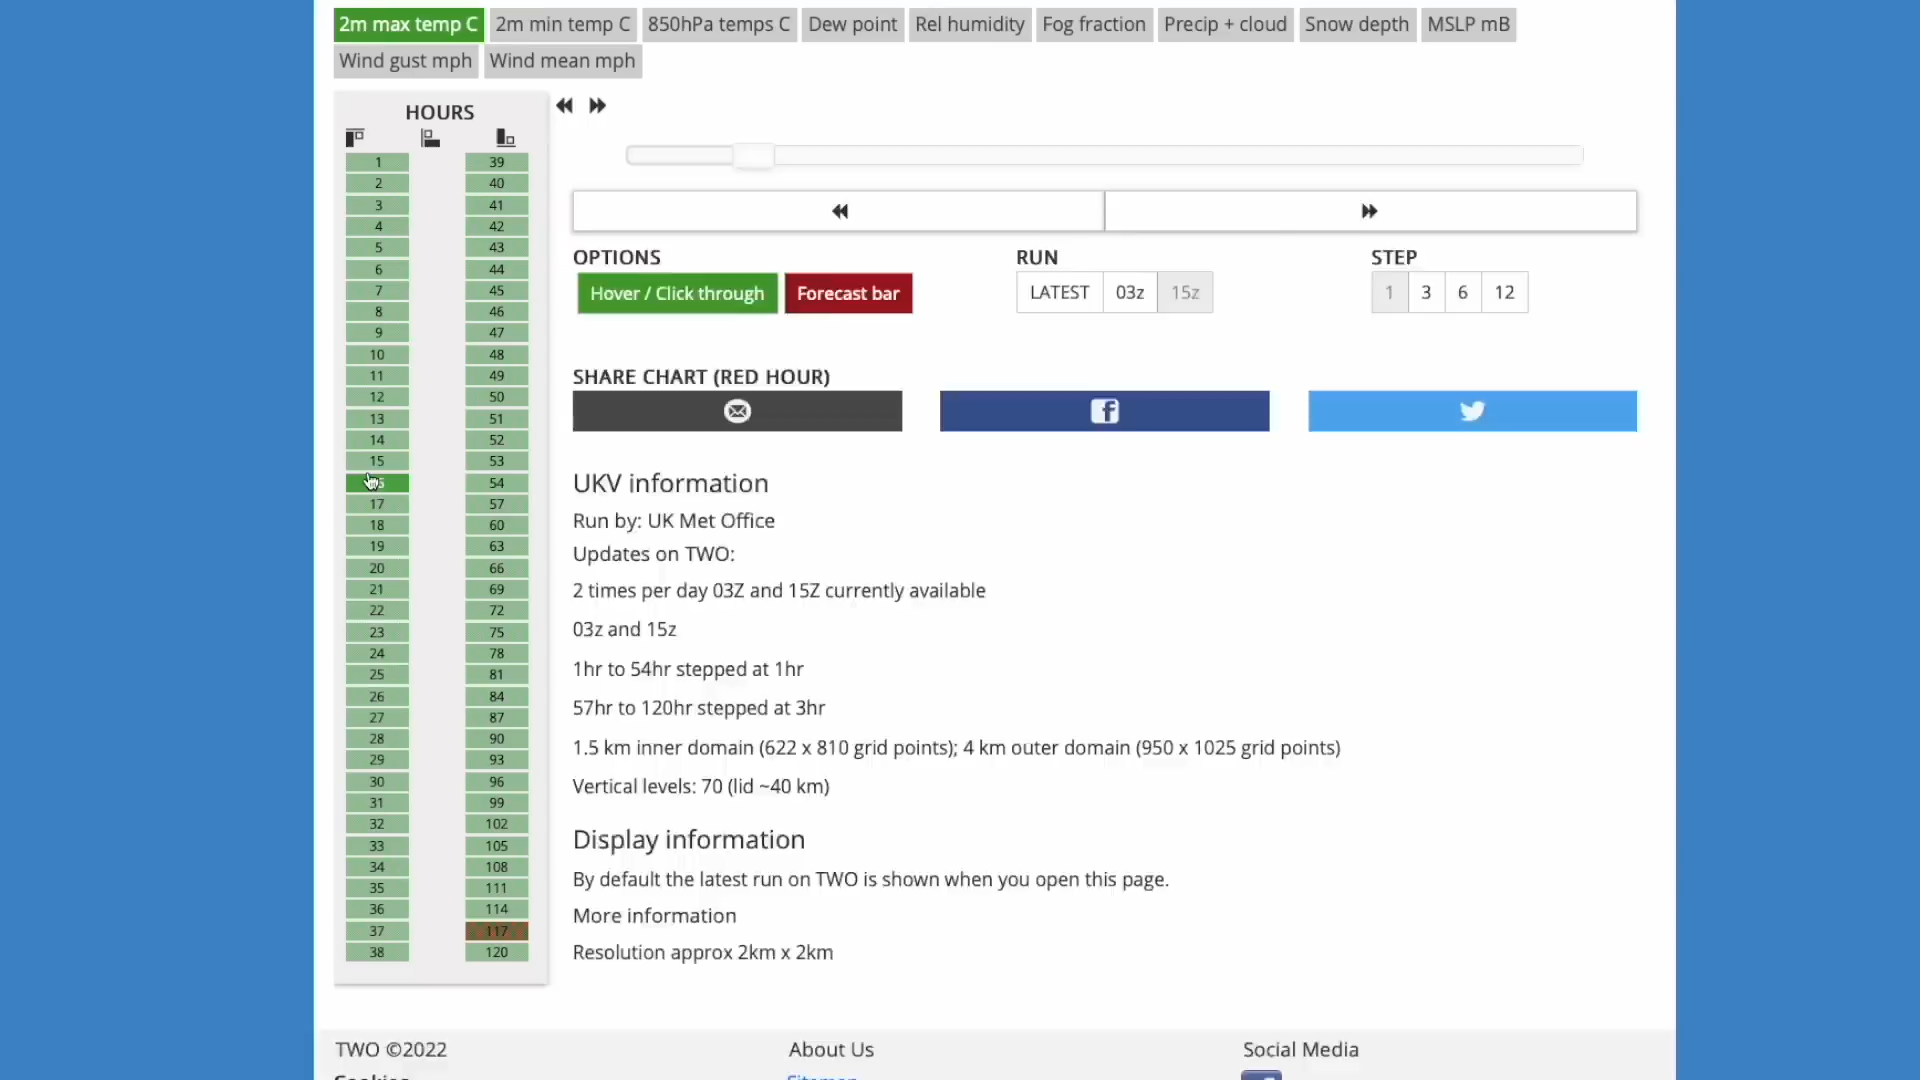 2m max temp C 2m min temp C 850hPa temps C Dew point Rel humidity Fog fraction Precip + cloud Snow depth MSLP mB
Wind gust mph Wind mean mph
HOURS
1 39
2 40
3 41
4 42
5 43
6 44
7 45
8 46
9 47
10 48
11 49
12 50
13 51
14 52
15 53
54
17 57
18 60
19 63
20 66
21 69
22 72
23 75
24 78
25 81
26 84
27 87
28 90
29 93
30 96
31 99
32 102
33 105
34 108
35 111
36 114
37 117
38 120
OPTIONS RUN STEP
Hover / Click through Forecast bar LATEST 03z 15z 1 3 6 12
SHARE CHART (RED HOUR)
UKV information
Run by: UK Met Office
Updates on TWO:
2 times per day 03Z and 15Z currently available
03z and 15z
1hr to 54hr stepped at 1hr
57hr to 120hr stepped at 3hr
1.5 km inner domain (622 x 810 grid points); 4 km outer domain (950 x 1025 grid points)
Vertical levels: 70 (lid ~40 km)
Display information
By default the latest run on TWO is shown when you open this page.
More information
Resolution approx 2km x 2km
TWO ©2022 About Us Social Media